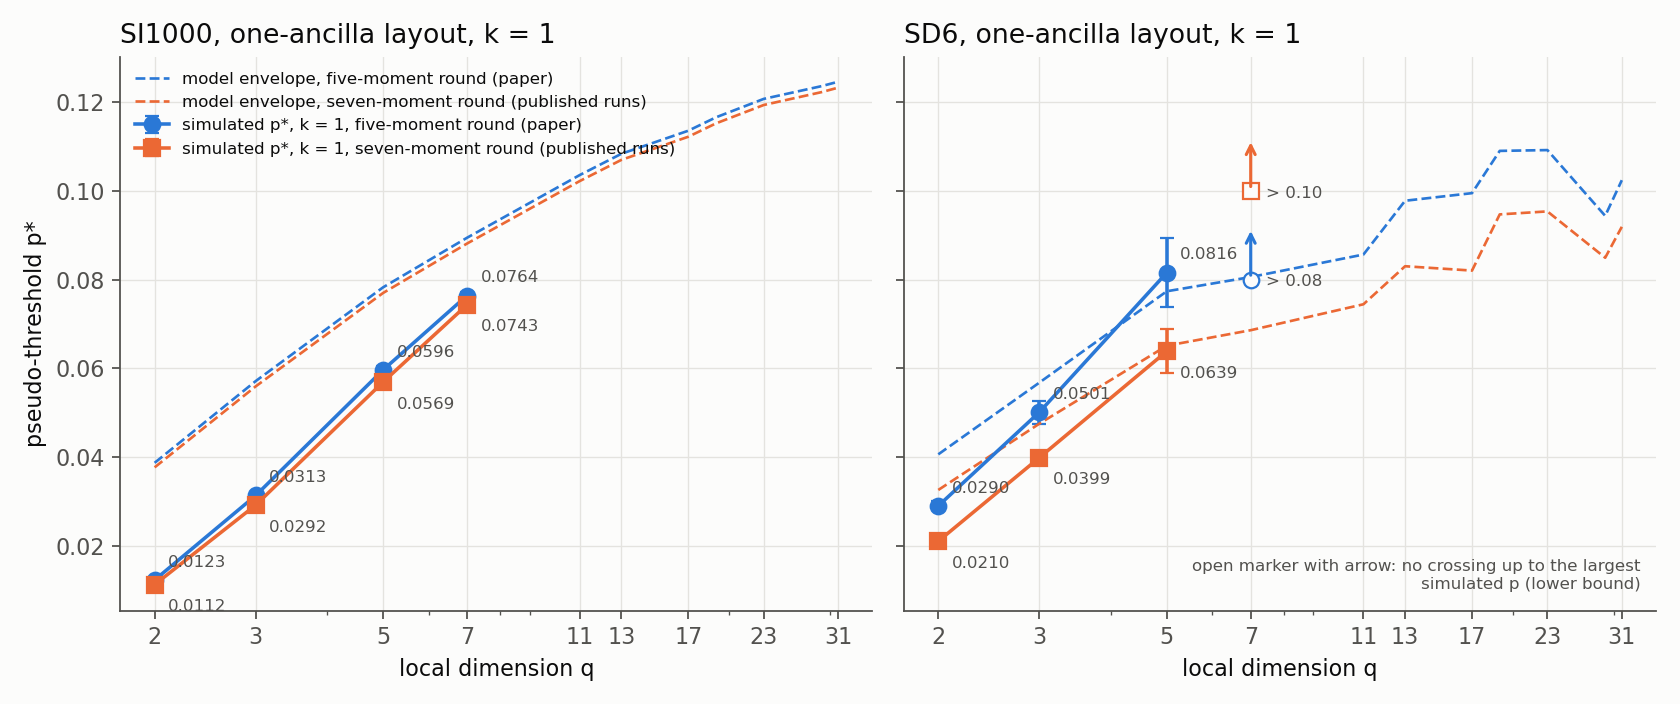 SI1000, one-ancilla layout, k = 1
model envelope, five-moment round (paper)
model envelope, seven-moment round (published runs)
simulated p*, k = 1, five-moment round (paper)
simulated p*, k = 1, seven-moment round (published runs)
pseudo-threshold p*
0.12
0.10
0.08
0.06
0.04
0.02
0.0764
0.0743
0.0596
0.0569
0.0313
0.0292
0.0123
0.0112
2 3 5 7 11 13 17 23 31
local dimension q
SD6, one-ancilla layout, k = 1
> 0.10
0.0816
> 0.08
0.0639
0.0501
0.0399
0.0290
0.0210
open marker with arrow: no crossing up to the largest
simulated p (lower bound)
2 3 5 7 11 13 17 23 31
local dimension q